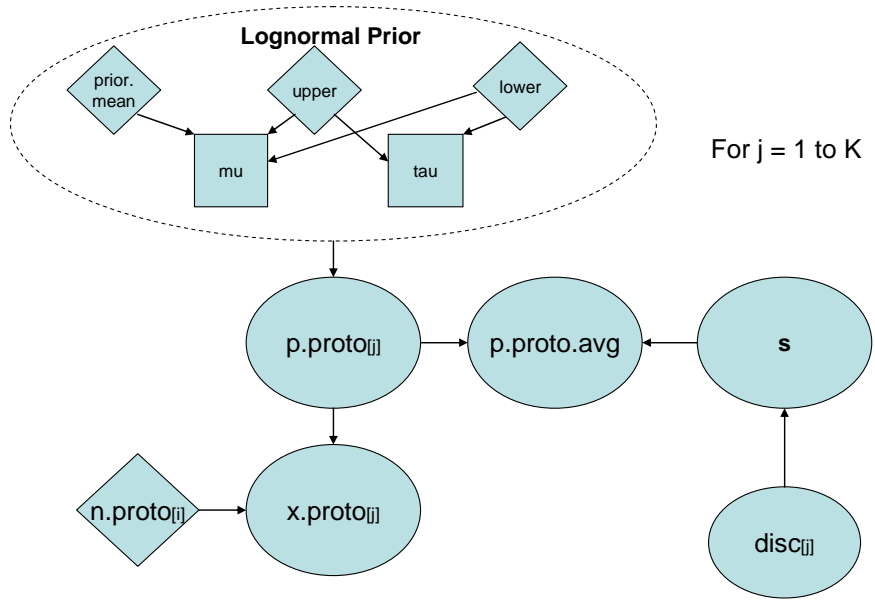 Lognormal Prior
prior.
mean
upper
lower
mu
tau
For j = 1 to K
p.proto[j]
p.proto.avg
s
n.proto[i]
x.proto[j]
disc[j]